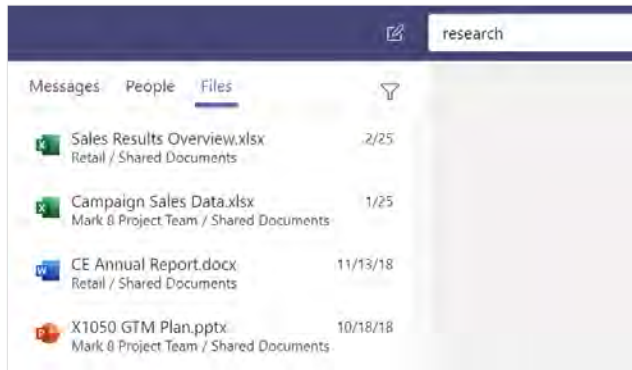 research
Messages People Files
Sales Results Overview.xlsx 2/25
Retail / Shared Documents
Campaign Sales Data.xlsx 1/25
Mark 8 Project Team / Shared Documents
CE Annual Report.docx 11/13/18
Retail / Shared Documents
X1050 GTM Plan.pptx 10/18/18
Mark 8 Project Team / Shared Documents